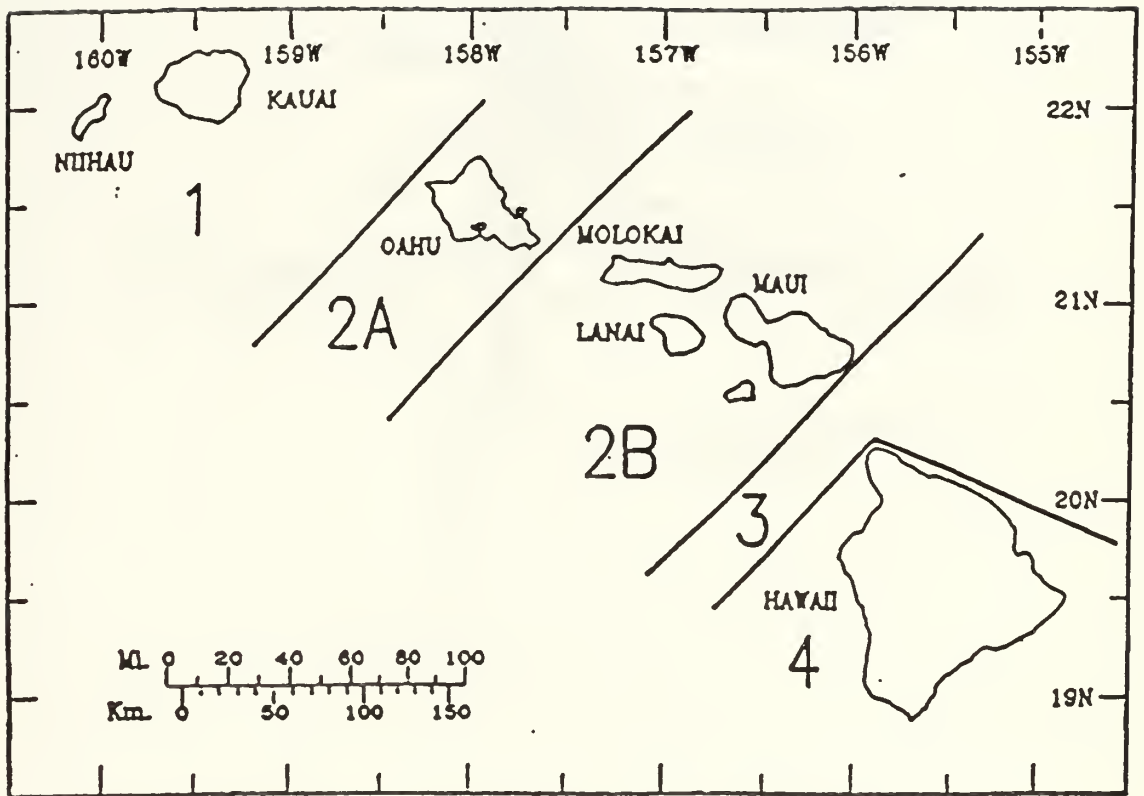 160W 159W 158W 157W 156W 155W
KAUAI
22N
NIIHAU
1
OAHU
MOLOKAI
MAUI
21N
2A
LANAI
2B
20N
3
HAWAII
4
MI. 0 20 40 60 80 100
19N
Km. 0 50 100 150